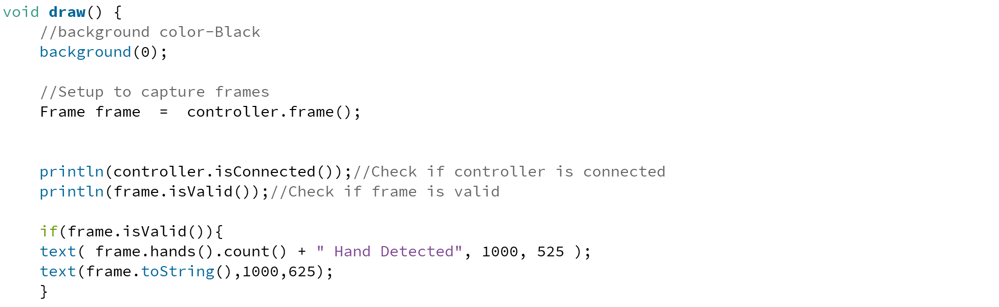 void draw() {
//background color-Black
background(0);
//Setup to capture frames
Frame frame  =  controller.frame();
println(controller.isConnected());//Check if controller is connected
println(frame.isValid());//Check if frame is valid
if(frame.isValid()){
text( frame.hands().count() + " Hand Detected", 1000, 525 );
text(frame.toString(),1000,625);
}